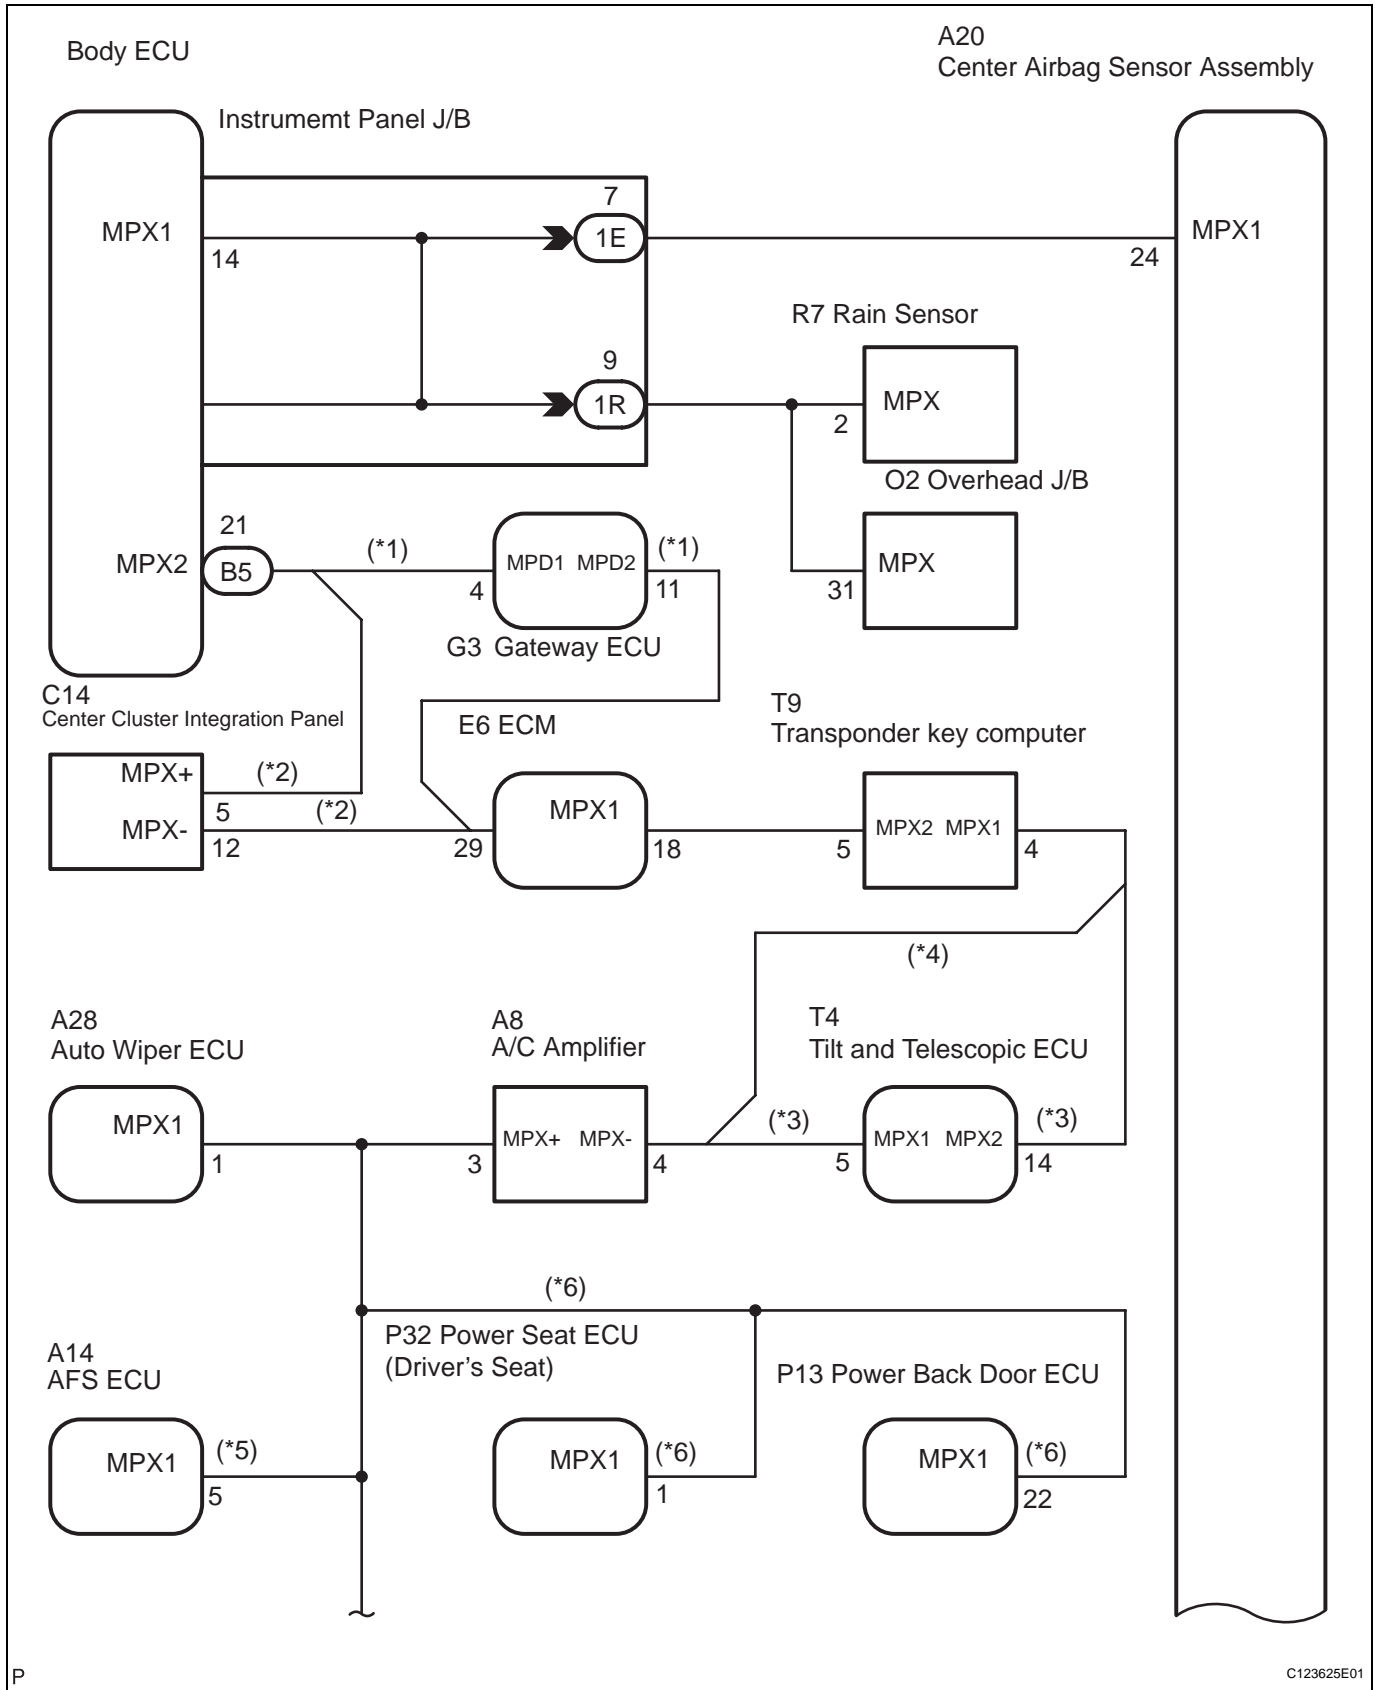 Body ECU
A20
Center Airbag Sensor Assembly
Instrumemt Panel J/B
MPX1
14
7
1E
24
MPX1
9
1R
R7 Rain Sensor
MPX
2
O2 Overhead J/B
MPX
31
MPX2
21
B5
(*1)
4
MPD1 MPD2
(*1)
11
G3 Gateway ECU
C14
Center Cluster Integration Panel
MPX+
(*2)
5
MPX-
(*2)
12
E6 ECM
29
MPX1
18
T9
Transponder key computer
5
MPX2 MPX1
4
(*4)
A28
Auto Wiper ECU
MPX1
1
A8
A/C Amplifier
3
MPX+ MPX-
4
(*3)
T4
Tilt and Telescopic ECU
5
MPX1 MPX2
(*3)
14
(*6)
A14
AFS ECU
MPX1
(*5)
5
P32 Power Seat ECU
(Driver's Seat)
MPX1
(*6)
1
P13 Power Back Door ECU
MPX1
(*6)
22
P
C123625E01